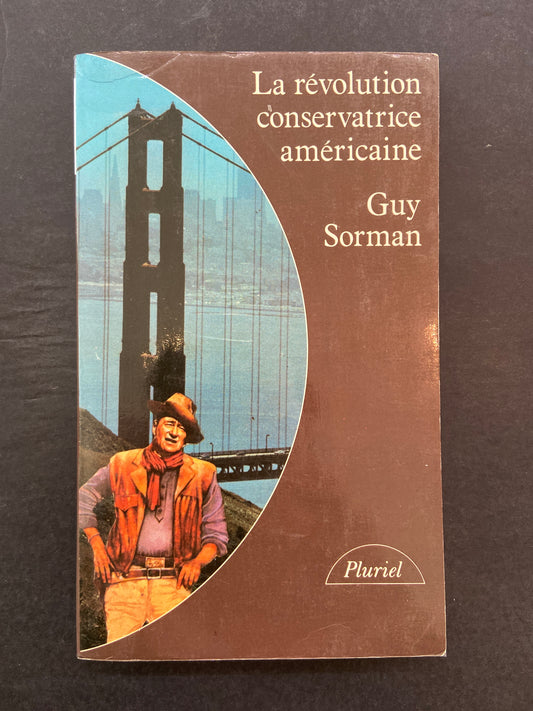 La révolution
conservatrice
américaine
Guy
Sorman
Pluriel